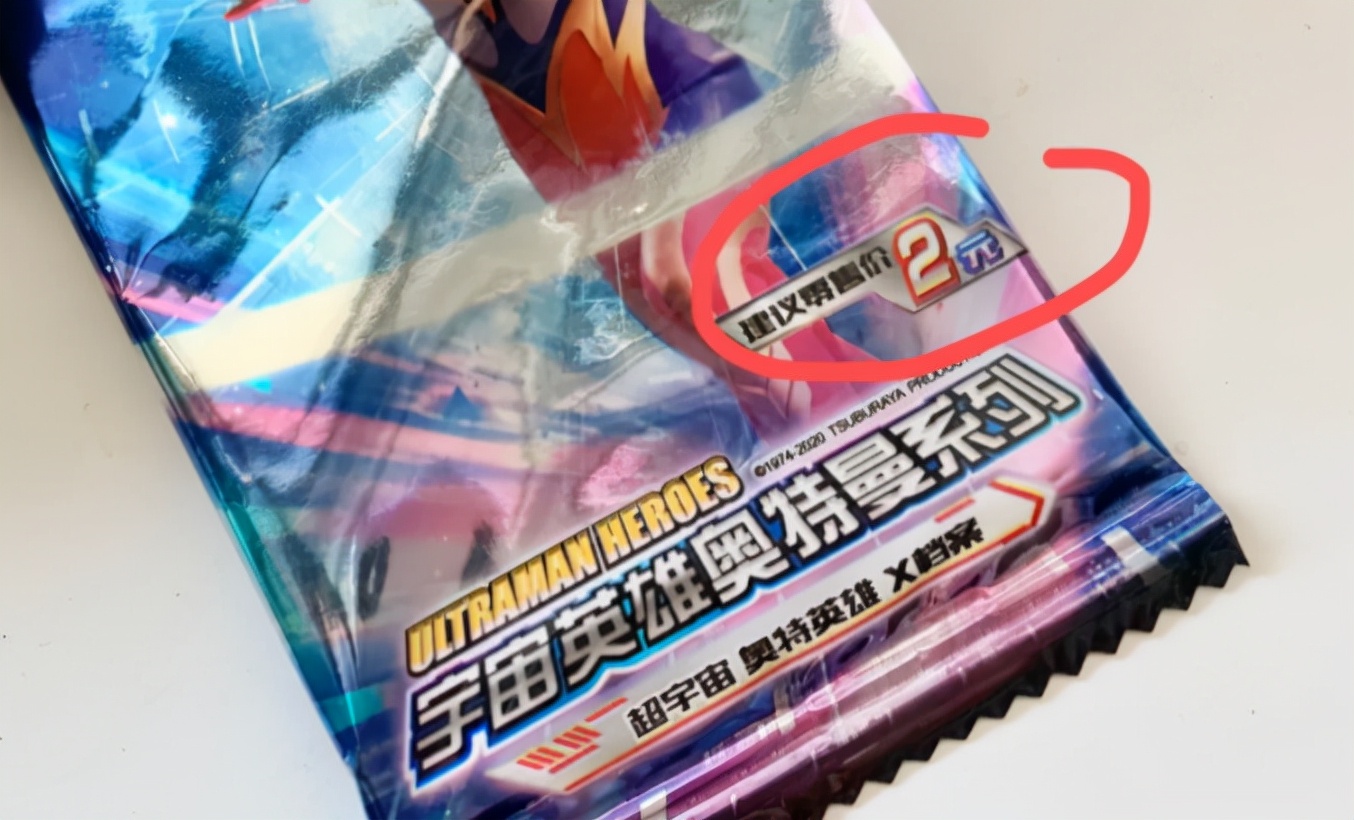 建议零售价2元
©1974-2020 TSUBURAYA
ULTRAMAN HEROES
宇宙英雄奥特曼系列
超宇宙 奥特英雄 X档案